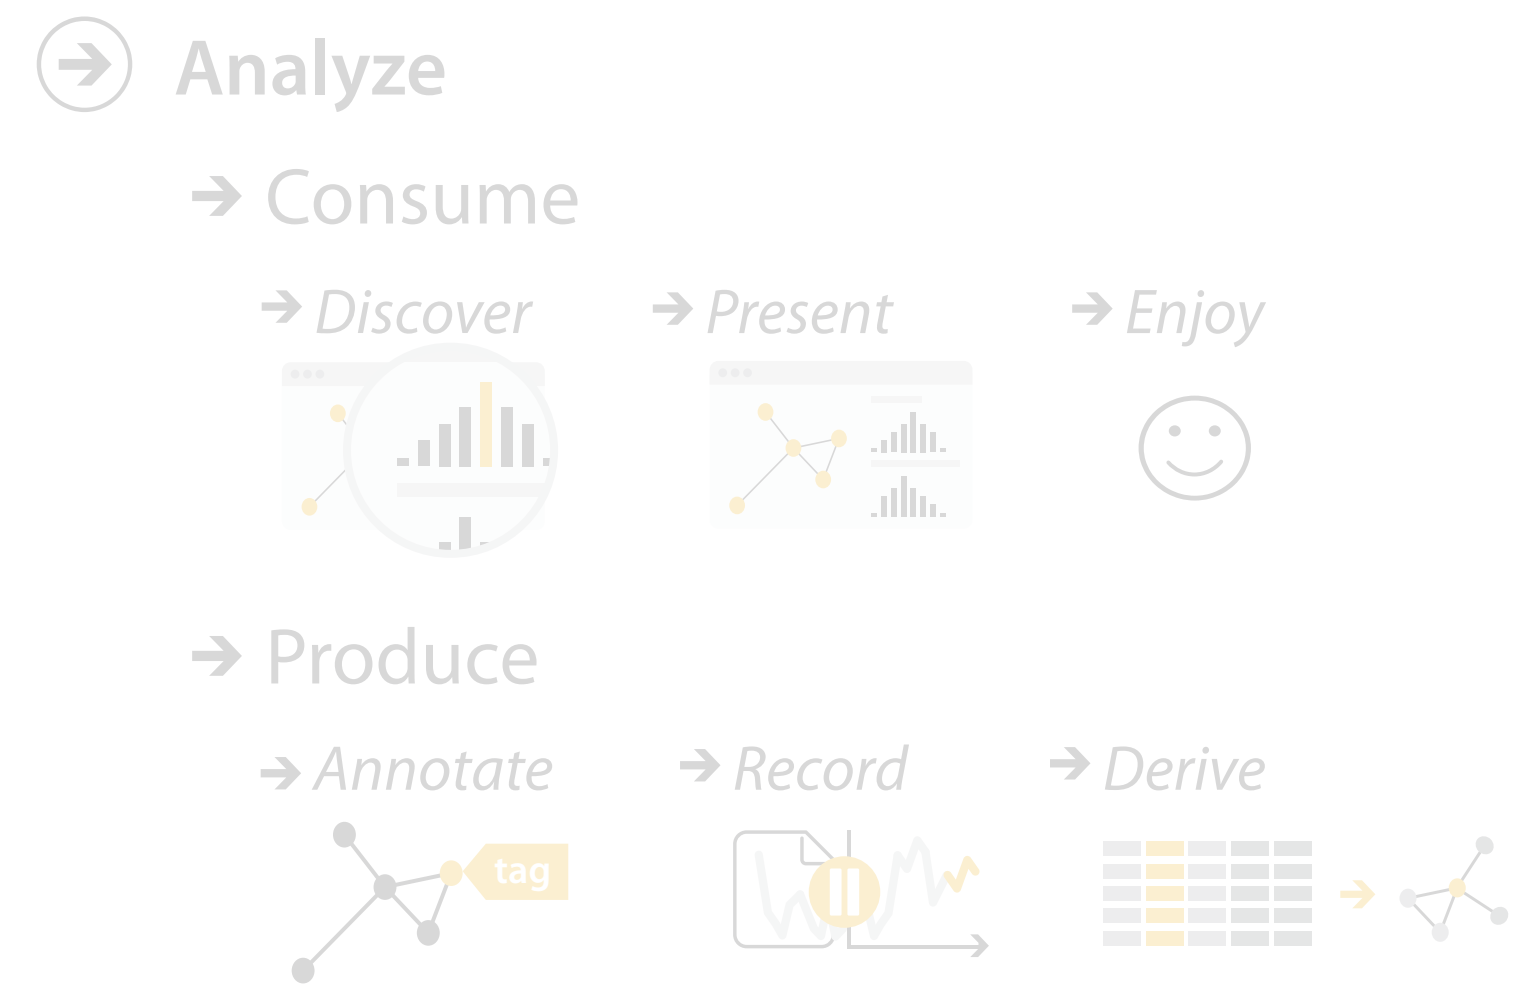 Analyze
Consume
Discover Present Enjoy
Produce
Annotate Record Derive
tag